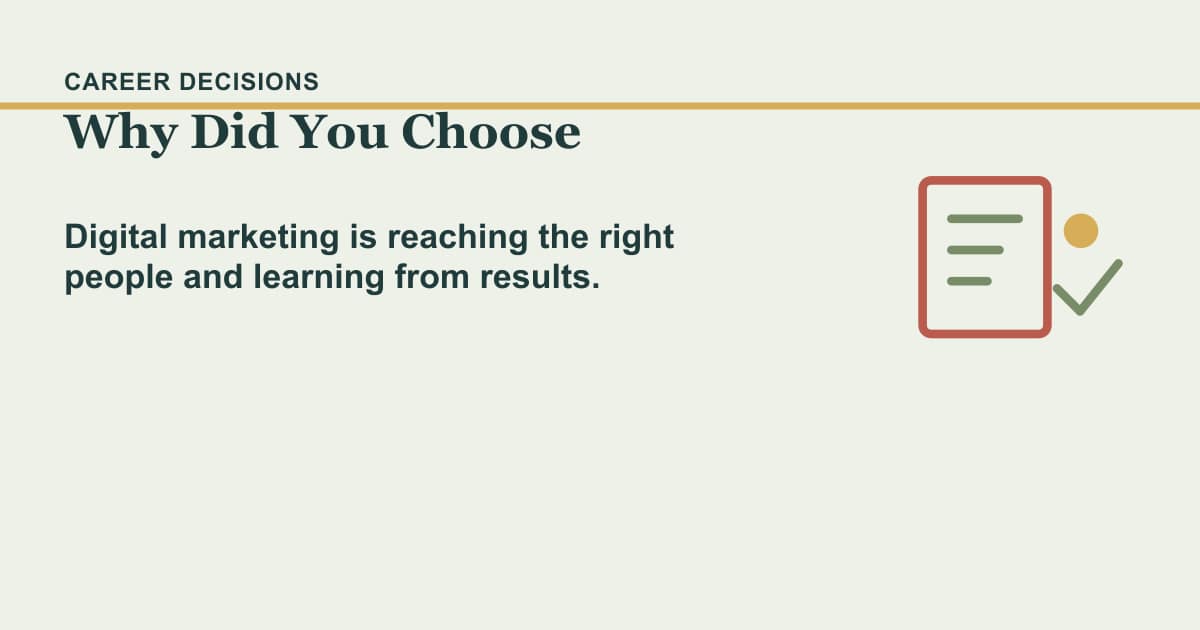 CAREER DECISIONS
Why Did You Choose
Digital marketing is reaching the right
people and learning from results.